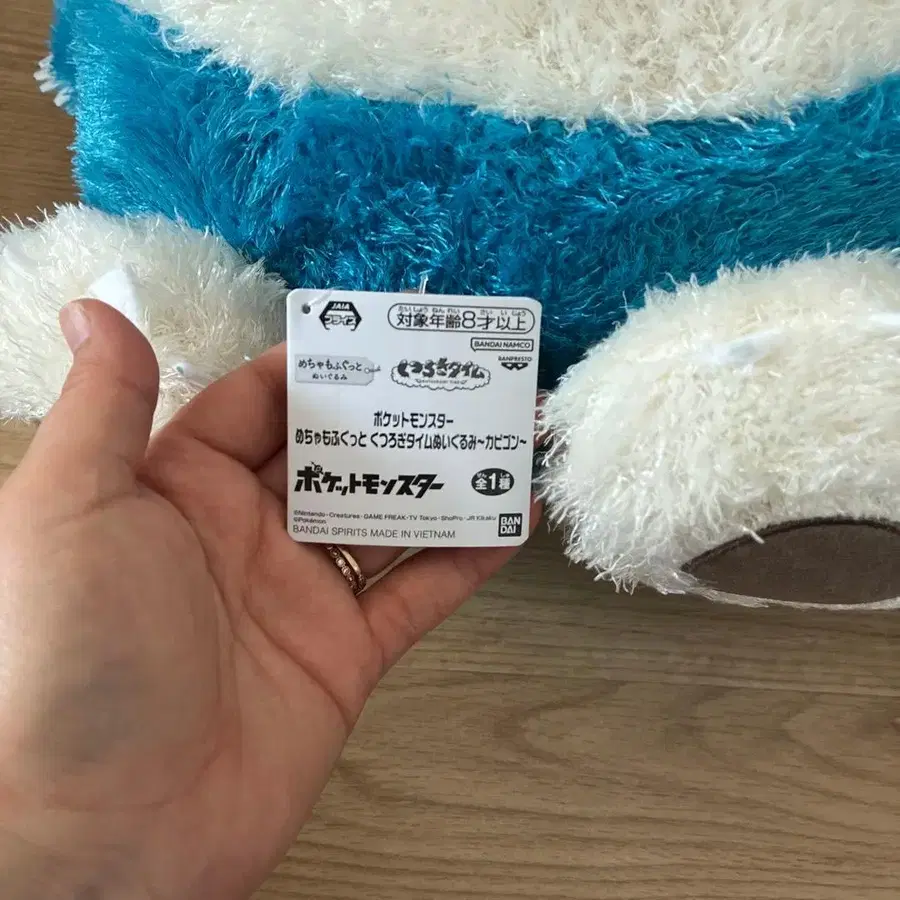 JAIA
プライズ
たいしょうねんれい さいいじょう
対象年齢8才以上
BANDAI NAMCO
BANPRESTO
めちゃもふぐっと
ぬいぐるみ
くつろぎタイム
ポケットモンスター
めちゃもふぐっと くつろぎタイムぬいぐるみ~カビゴン~
ポケットモンスター
ぜん しゅ
全1種
©Nintendo・Creatures・GAME FREAK・TV Tokyo・ShoPro・JR Kikaku
©Pokémon
BANDAI SPIRITS MADE IN VIETNAM
BAN
DAI